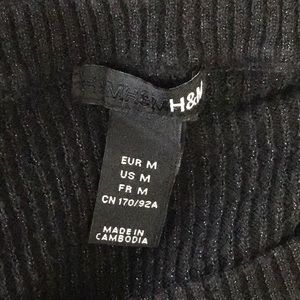 H&M H&M
EUR M
US M
FR M
CN 170/92A
MADE IN
CAMBODIA